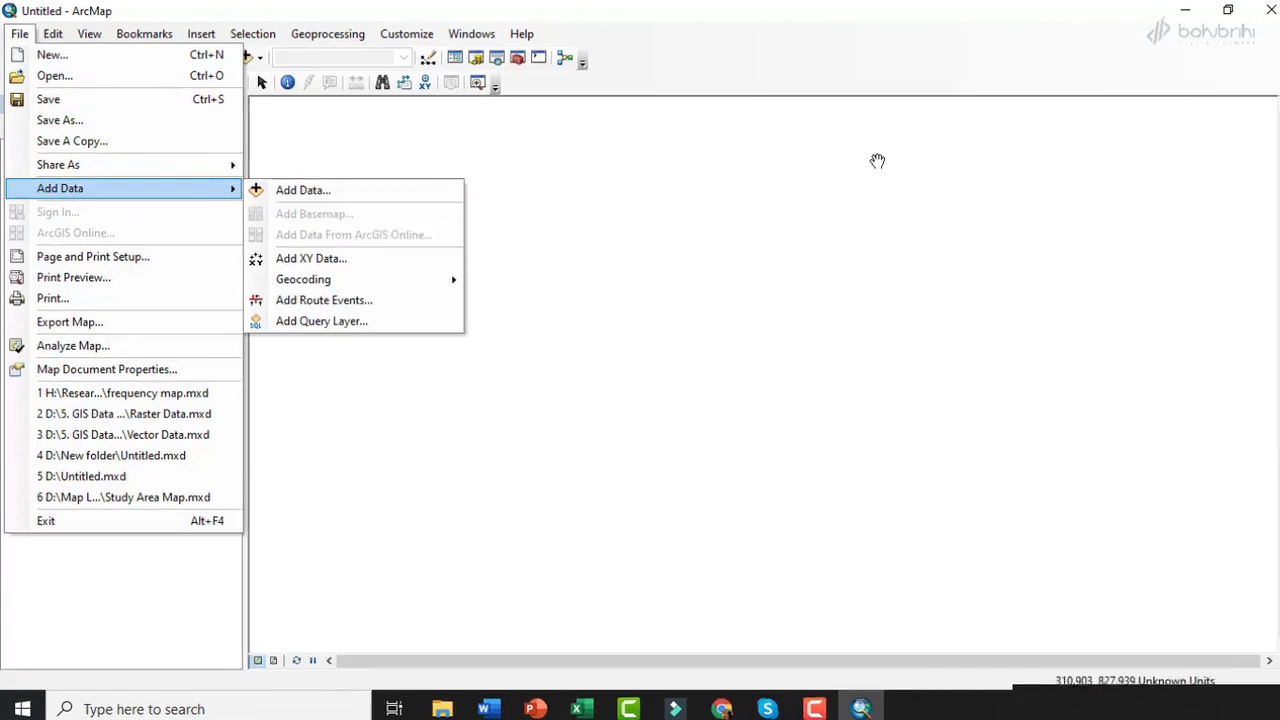 Untitled - ArcMap
File Edit View Bookmarks Insert Selection Geoprocessing Customize Windows Help
bohubrihi
New... Ctrl+N
Open... Ctrl+O
Save Ctrl+S
Save As...
Save A Copy...
Share As
Add Data
Sign In...
ArcGIS Online...
Page and Print Setup...
Print Preview...
Print...
Export Map...
Analyze Map...
Map Document Properties...
1 H:\Resear...\frequency map.mxd
2 D:\5. GIS Data ...\Raster Data.mxd
3 D:\5. GIS Data...\Vector Data.mxd
4 D:\New folder\Untitled.mxd
5 D:\Untitled.mxd
6 D:\Map L...\Study Area Map.mxd
Exit Alt+F4
Add Data...
Add Basemap...
Add Data From ArcGIS Online...
Add XY Data...
Geocoding
Add Route Events...
Add Query Layer...
310.903 827.939 Unknown Units
Type here to search